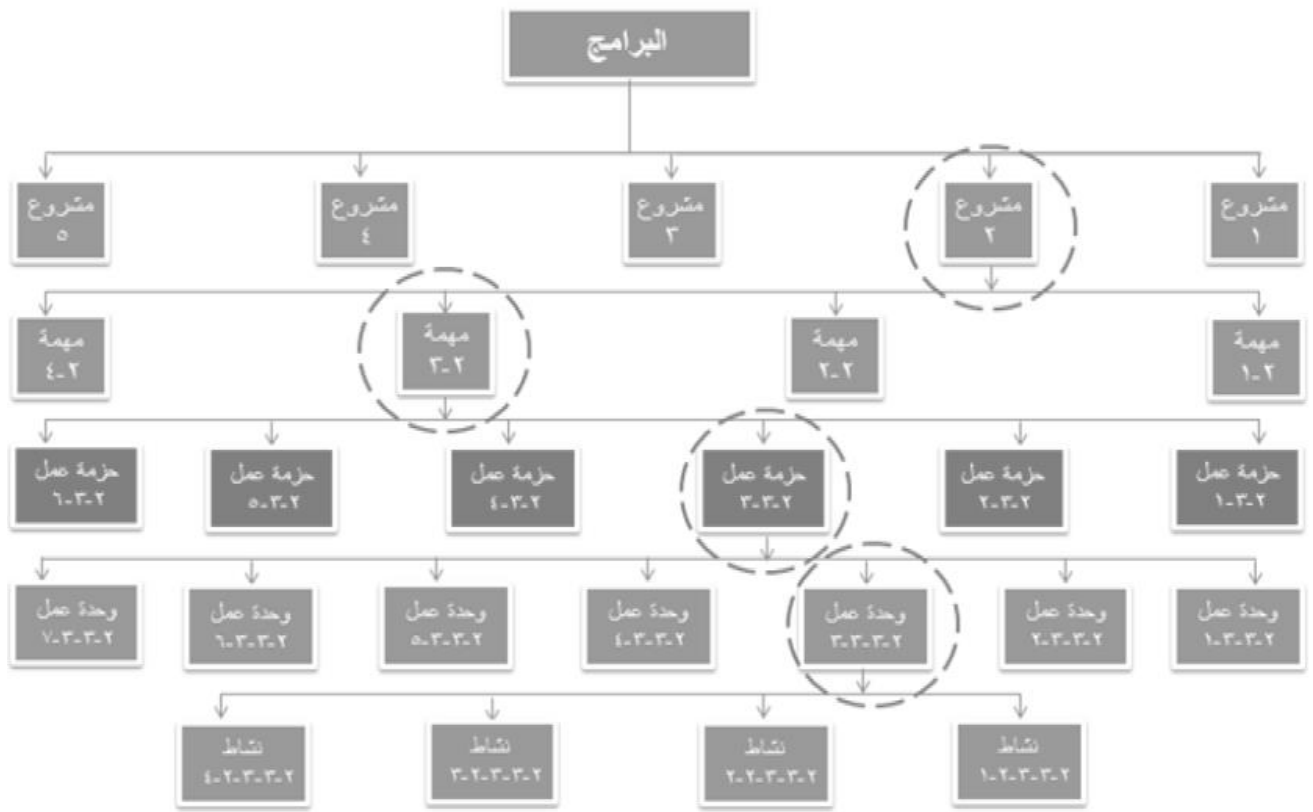 البرامج
مشروع
١
مشروع
٢
مشروع
٣
مشروع
٤
مشروع
٥
مهمة
٢-١
مهمة
٢-٢
مهمة
٢-٣
مهمة
٢-٤
حزمة عمل
٢-٣-١
حزمة عمل
٢-٣-٢
حزمة عمل
٢-٣-٣
حزمة عمل
٢-٣-٤
حزمة عمل
٢-٣-٥
حزمة عمل
٢-٣-٦
وحدة عمل
٢-٣-٣-١
وحدة عمل
٢-٣-٣-٢
وحدة عمل
٢-٣-٣-٣
وحدة عمل
٢-٣-٣-٤
وحدة عمل
٢-٣-٣-٥
وحدة عمل
٢-٣-٣-٦
وحدة عمل
٢-٣-٣-٧
نشاط
٢-٣-٣-٢-١
نشاط
٢-٣-٣-٢-٢
نشاط
٢-٣-٣-٢-٣
نشاط
٢-٣-٣-٢-٤